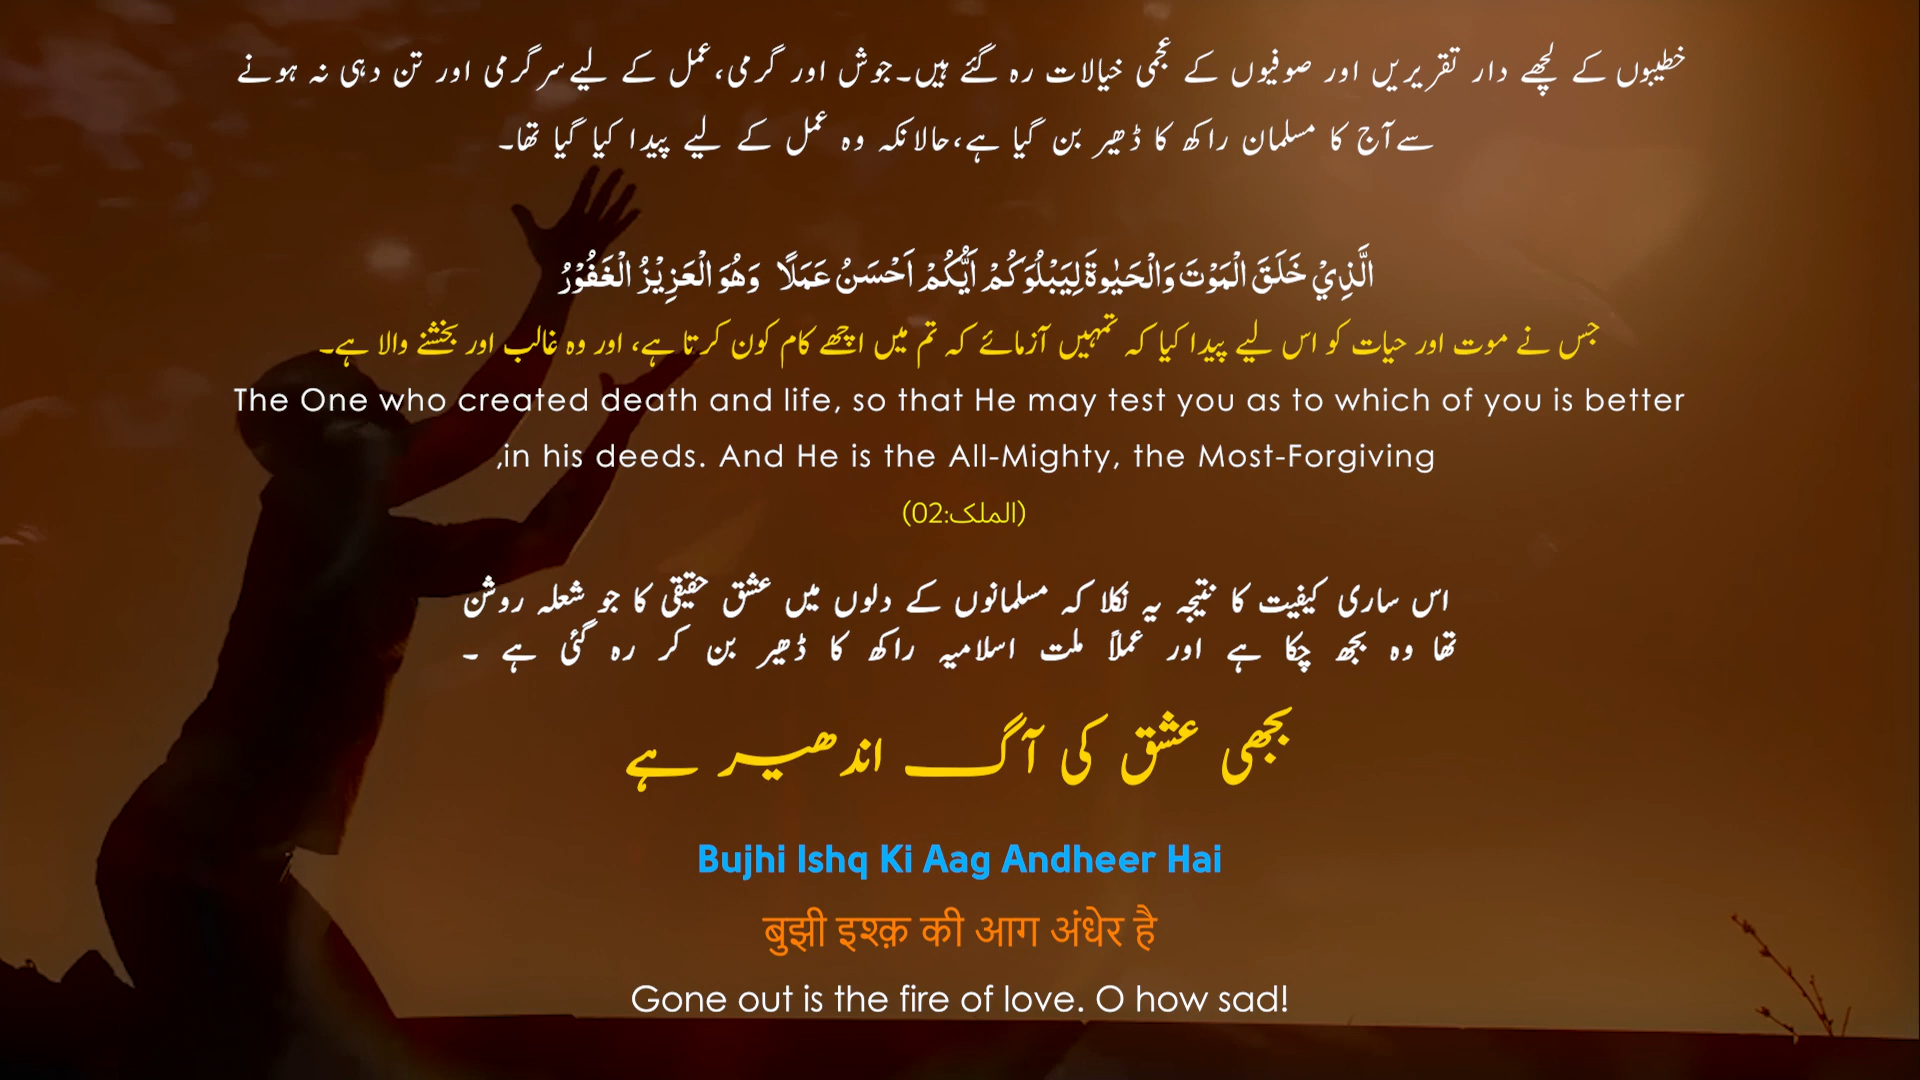 خطیبوں کے لچھے دار تقریریں اور صوفیوں کے عجمی خیالات رہ گئے ہیں۔جوش اور گرمی،عمل کے لیے سرگرمی اور تن دہی نہ ہونے
سے آج کا مسلمان راکھ کا ڈھیر بن گیا ہے،حالانکہ وہ عمل کے لیے پیدا کیا گیا تھا۔
الَّذِيْ خَلَقَ الْمَوْتَ وَالْحَيٰوةَ لِيَبْلُوَكُمْ اَيُّكُمْ اَحْسَنُ عَمَلًا وَهُوَ الْعَزِيْزُ الْغَفُوْرُ
جس نے موت اور حیات کو اس لیے پیدا کیا کہ تمہیں آزمائے کہ تم میں اچھے کام کون کرتا ہے، اور وہ غالب اور بخشنے والا ہے۔
The One who created death and life, so that He may test you as to which of you is better
,in his deeds. And He is the All-Mighty, the Most-Forgiving
(الملک:02)
اس ساری کیفیت کا نتیجہ یہ نکلا کہ مسلمانوں کے دلوں میں عشق حقیقی کا جو شعلہ روشن
تھا وہ بجھ چکا ہے اور عملاً ملت اسلامیہ راکھ کا ڈھیر بن کر رہ گئی ہے ۔
بجھی عشق کی آگ اندھیر ہے
Bujhi Ishq Ki Aag Andheer Hai
बुझी इश्क़ की आग अंधेर है
Gone out is the fire of love. O how sad!